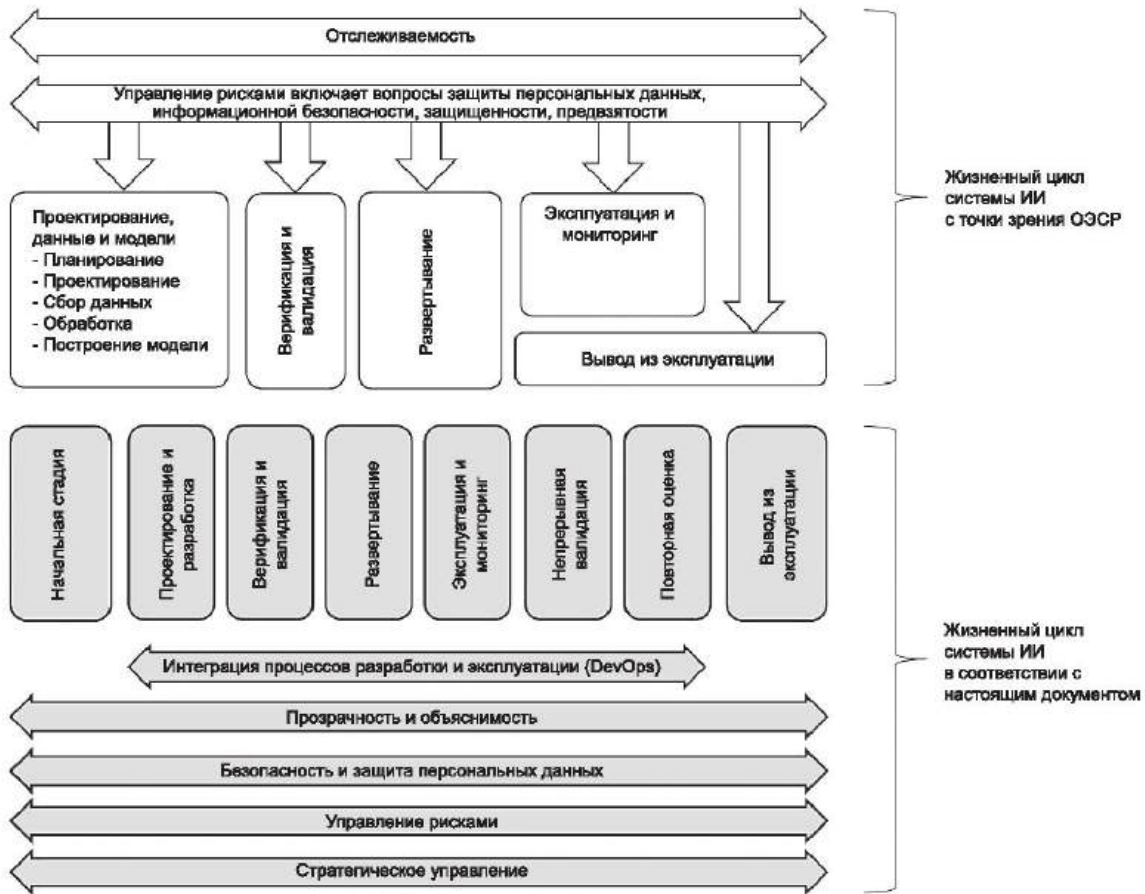 Отслеживаемость
Управление рисками включает вопросы защиты персональных данных,
информационной безопасности, защищенности, предвзятости
Проектирование,
данные и модели
- Планирование
- Проектирование
- Сбор данных
- Обработка
- Построение модели
Верификация и
валидация
Развертывание
Эксплуатация и
мониторинг
Вывод из эксплуатации
Жизненный цикл
системы ИИ
с точки зрения ОЭСР
Начальная стадия
Проектирование и
разработка
Верификация и
валидация
Развертывание
Эксплуатация и
мониторинг
Непрерывная
валидация
Повторная оценка
Вывод из
эксплуатации
Интеграция процессов разработки и эксплуатации (DevOps)
Прозрачность и объяснимость
Безопасность и защита персональных данных
Управление рисками
Стратегическое управление
Жизненный цикл
системы ИИ
в соответствии с
настоящим документом